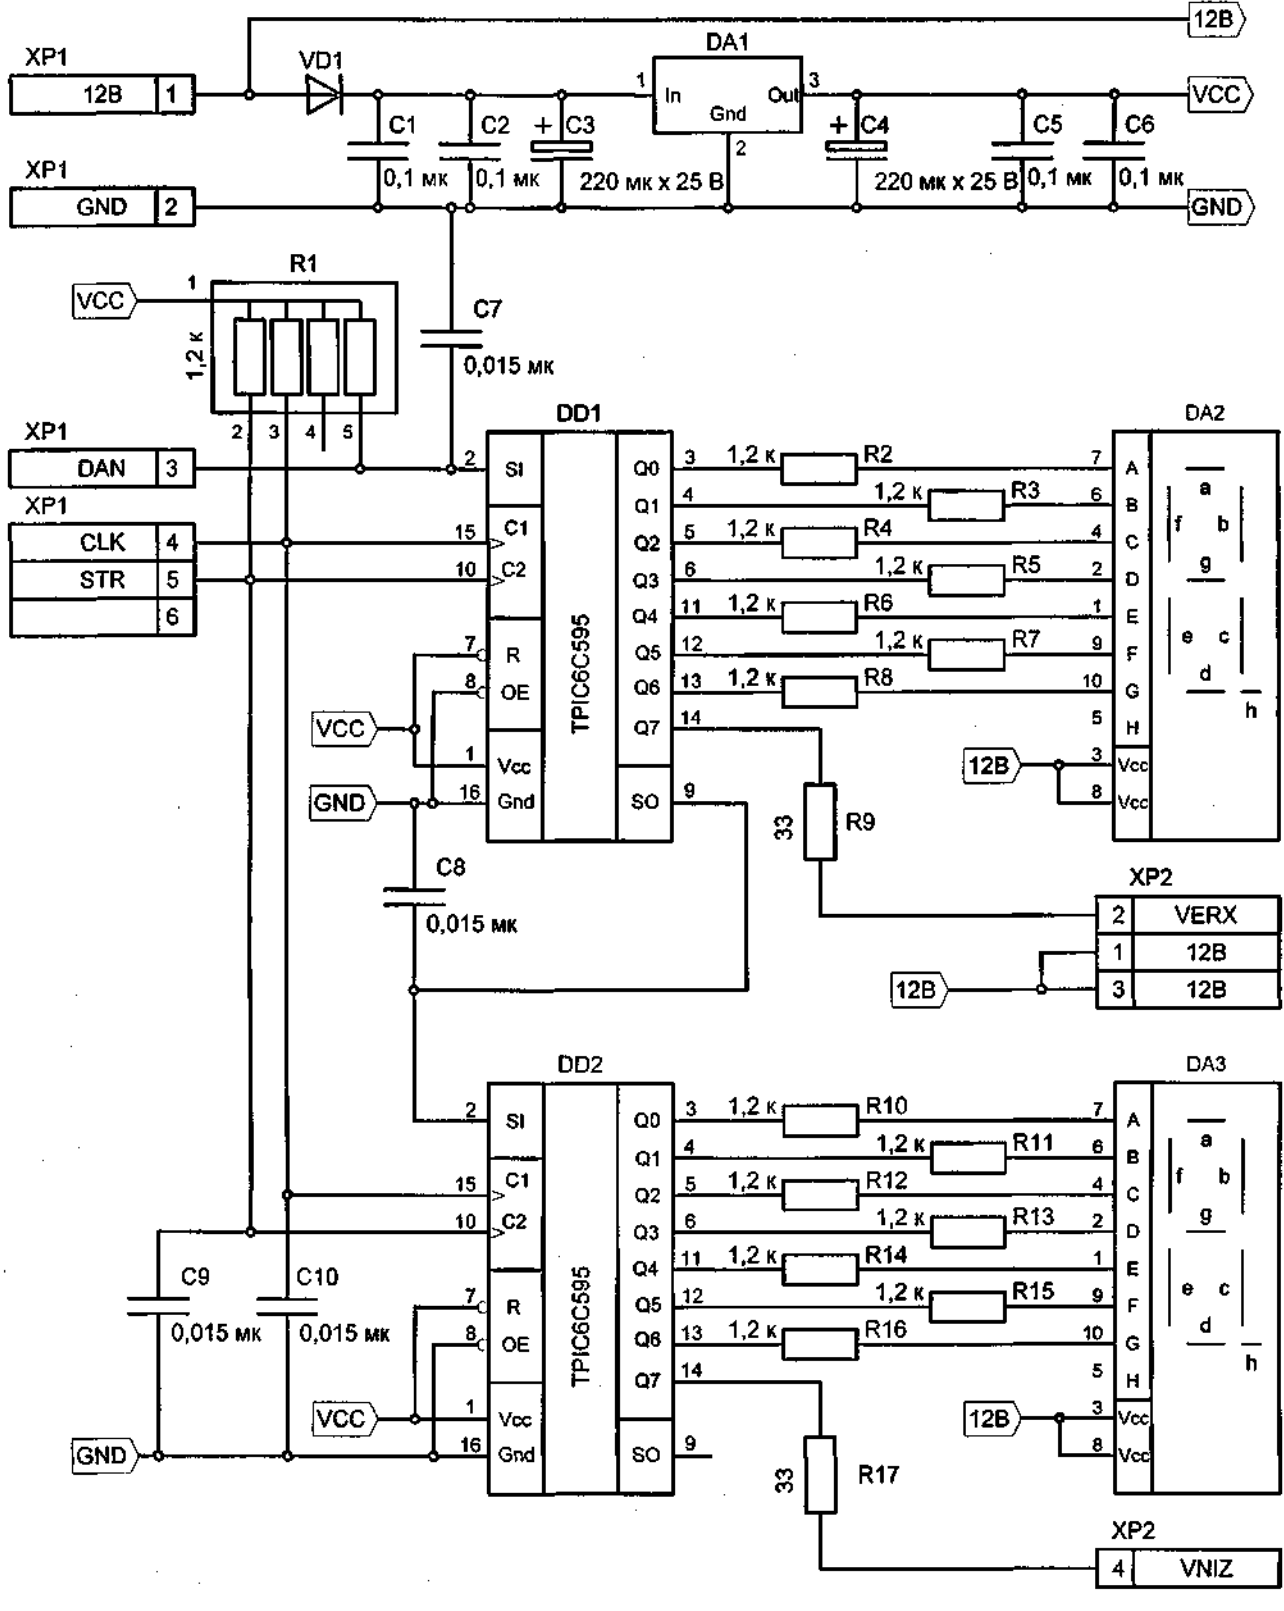 12В
XP1
VD1
DA1
12В 1
1 In Out 3
Gnd
2
VCC
C1
C2
+ C3
+ C4
C5
C6
0,1 мк
0,1 мк
220 мк x 25 В
220 мк x 25 В
0,1 мк
0,1 мк
XP1
GND 2
GND
R1
VCC
1
1,2 к
2 3 4 5
C7
0,015 мк
XP1
DAN 3
XP1
CLK 4
STR 5
6
DD1
TPIC6C595
2 SI
15 C1
10 C2
7 R
8 OE
1 Vcc
16 Gnd
VCC
GND
Q0 3 1,2 к R2 7 A
Q1 4 1,2 к R3 6 B
Q2 5 1,2 к R4 4 C
Q3 6 1,2 к R5 2 D
Q4 11 1,2 к R6 1 E
Q5 12 1,2 к R7 9 F
Q6 13 1,2 к R8 10 G
Q7 14 5 H
SO 9
33 R9
DA2
a
f b
g
e c
d
h
12В 3 Vcc
8 Vcc
C8
0,015 мк
XP2
2 VERX
1 12В
3 12В
12В
DD2
TPIC6C595
2 SI
15 C1
10 C2
7 R
8 OE
1 Vcc
16 Gnd
VCC
GND
C9
0,015 мк
C10
0,015 мк
Q0 3 1,2 к R10 7 A
Q1 4 1,2 к R11 6 B
Q2 5 1,2 к R12 4 C
Q3 6 1,2 к R13 2 D
Q4 11 1,2 к R14 1 E
Q5 12 1,2 к R15 9 F
Q6 13 1,2 к R16 10 G
Q7 14 5 H
SO 9
33 R17
DA3
a
f b
g
e c
d
h
12В 3 Vcc
8 Vcc
XP2
4 VNIZ